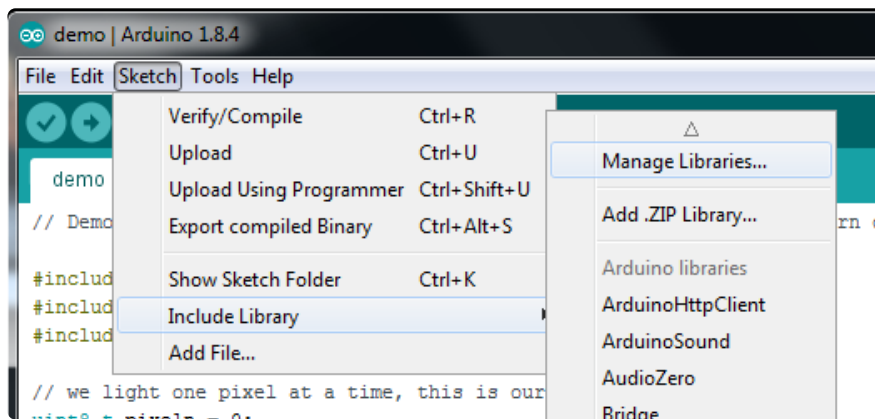 demo | Arduino 1.8.4
File Edit Sketch Tools Help
Verify/Compile Ctrl+R
Upload Ctrl+U
Upload Using Programmer Ctrl+Shift+U
Export compiled Binary Ctrl+Alt+S
Show Sketch Folder Ctrl+K
Include Library
Add File...
Manage Libraries...
Add .ZIP Library...
Arduino libraries
ArduinoHttpClient
ArduinoSound
AudioZero
Bridge
demo
// Demo
#includ
#includ
#includ
// we light one pixel at a time, this is our
uint8_t pixeln = 0;